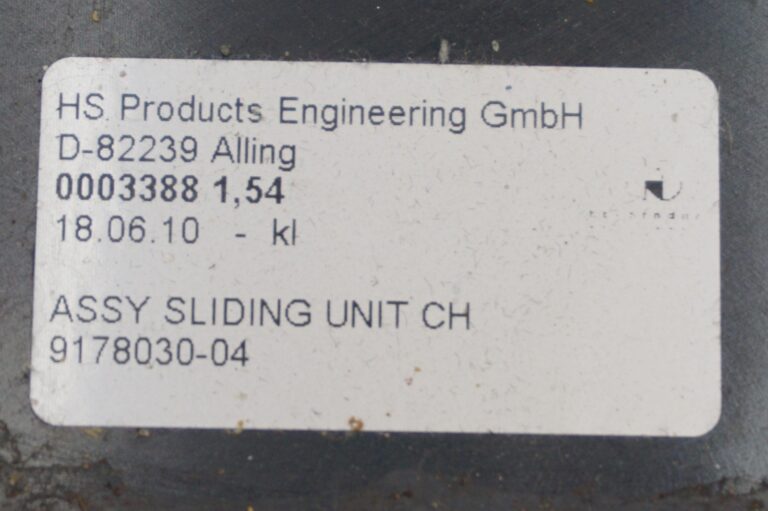 HS Products Engineering GmbH
D-82239 Alling
0003388 1,54
18.06.10 - kl
ASSY SLIDING UNIT CH
9178030-04